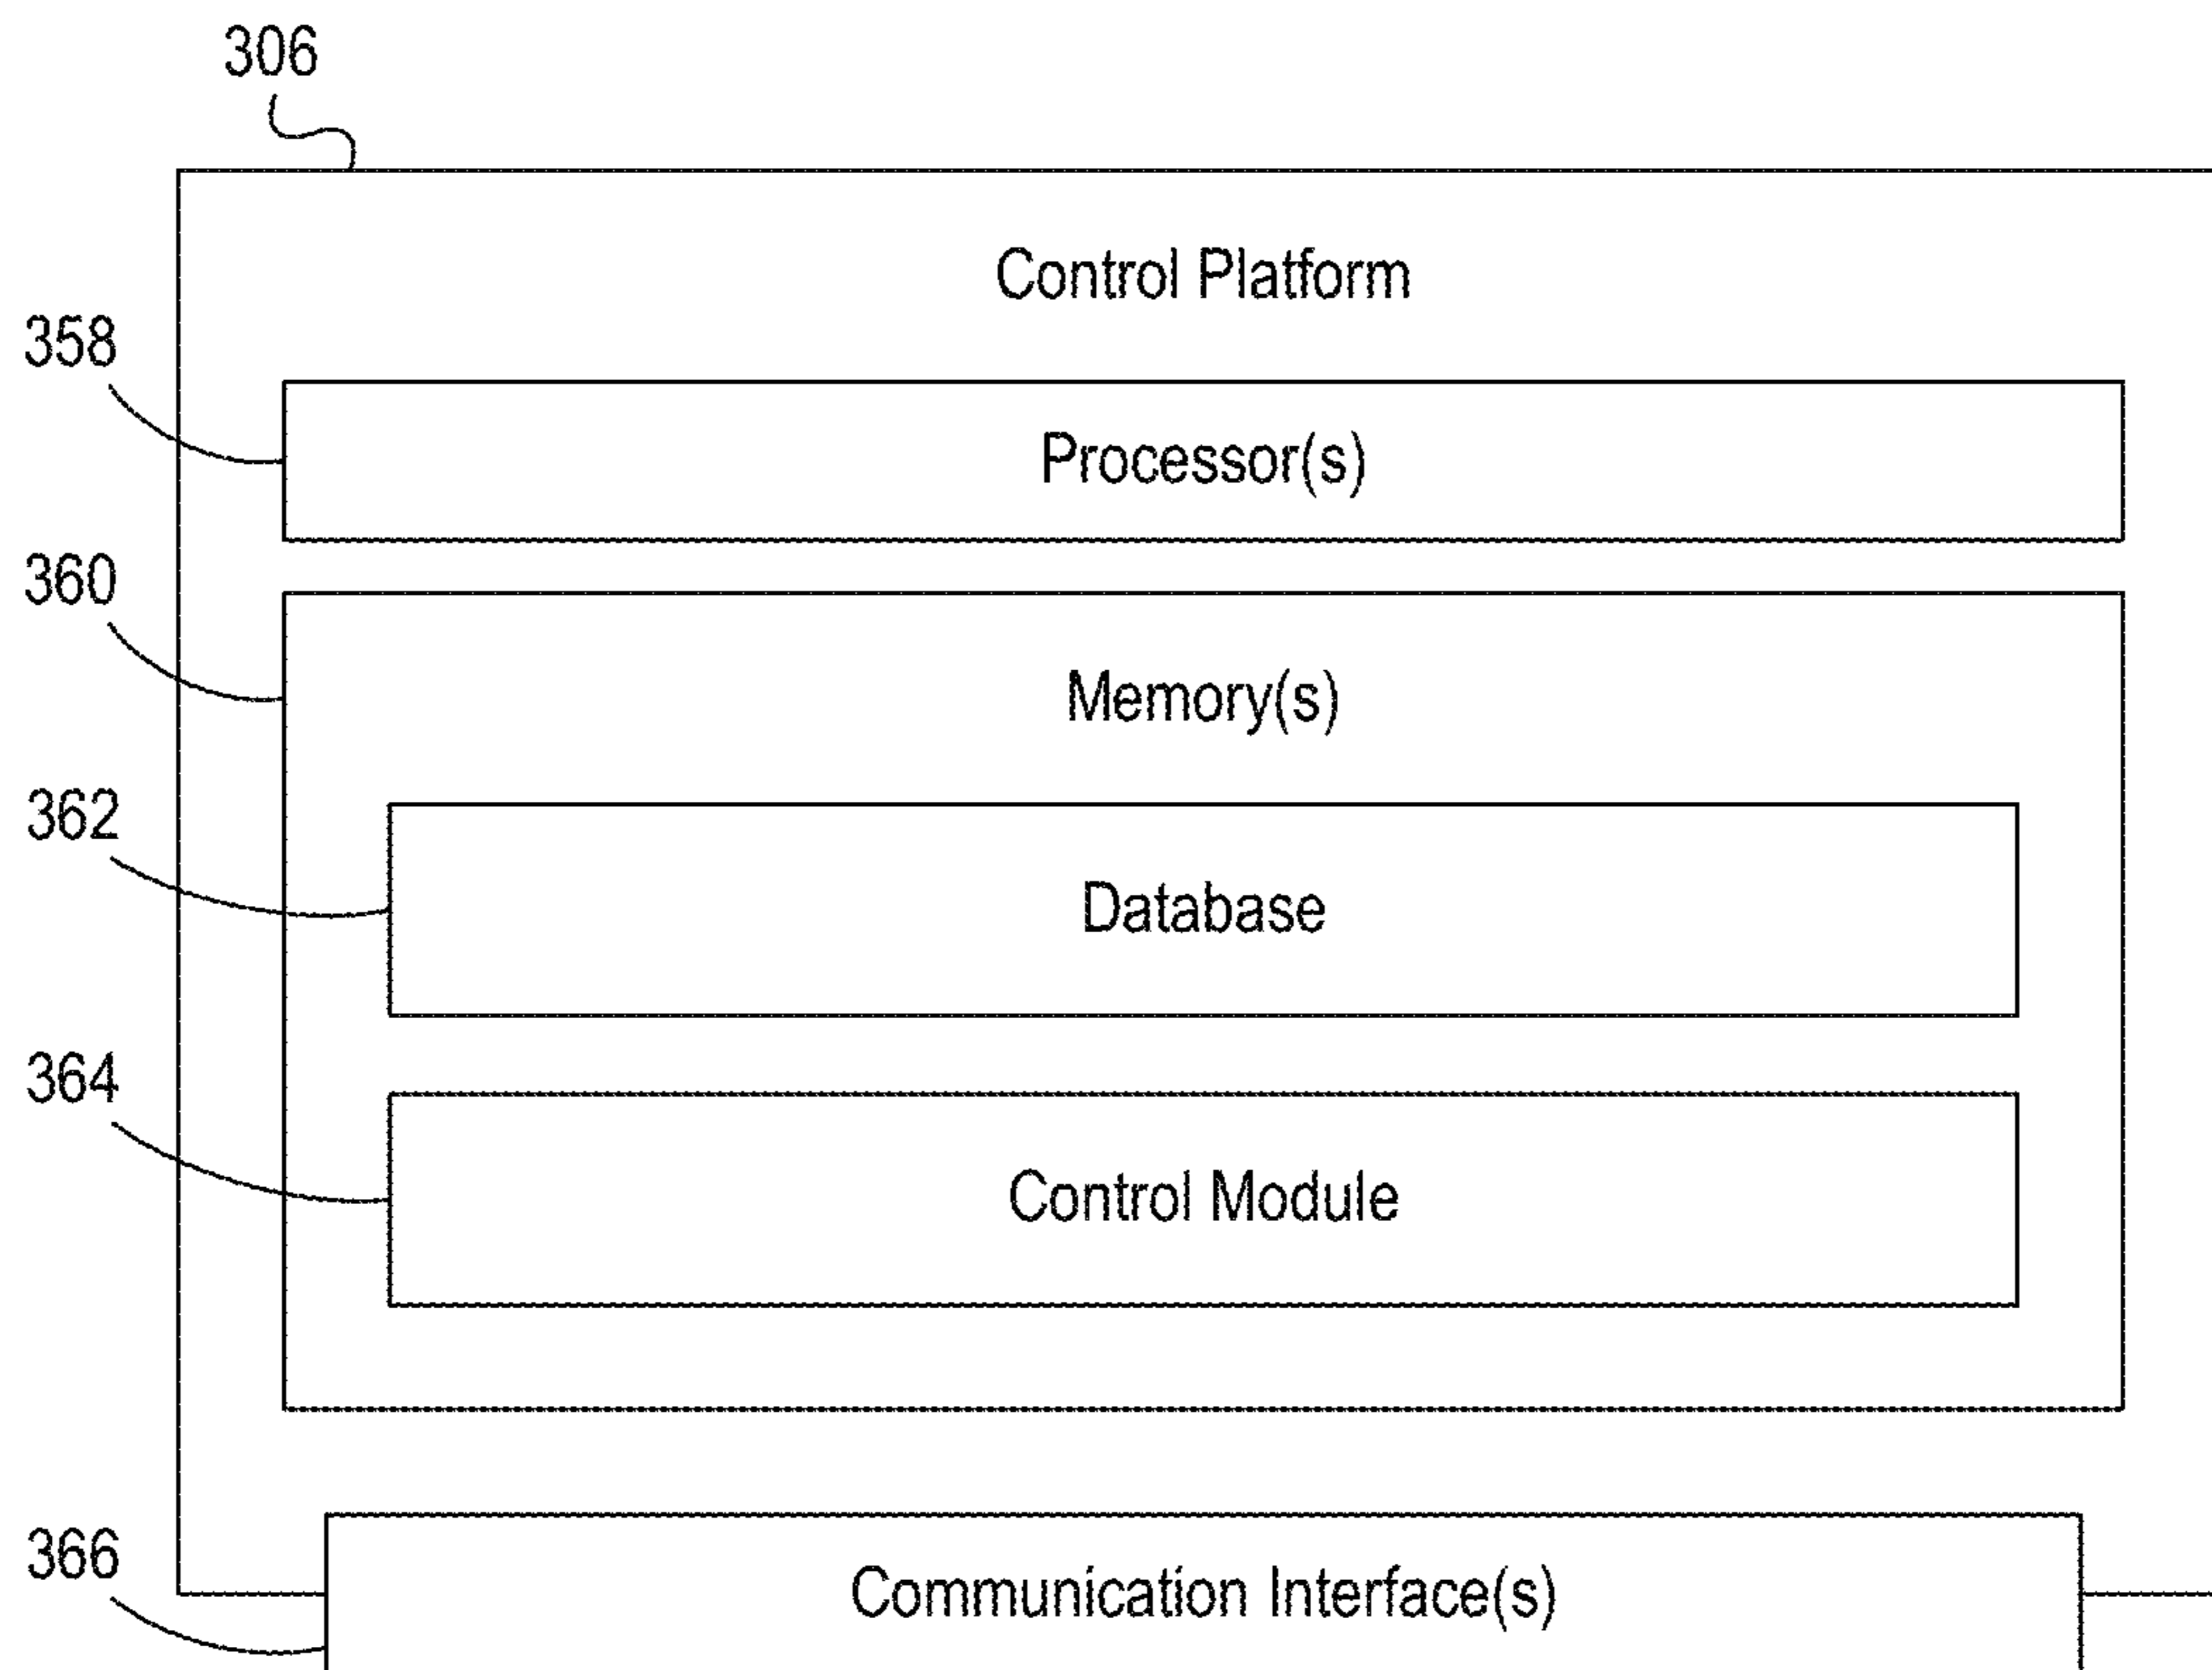 306
Control Platform
358
Processor(s)
360
Memory(s)
362
Database
364
Control Module
366
Communication Interface(s)